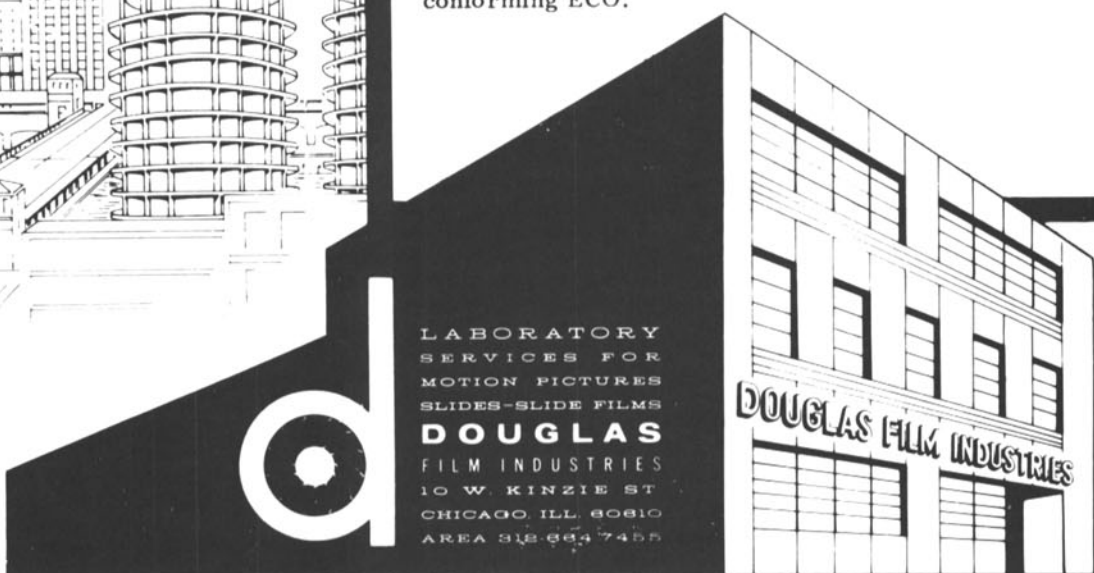 conforming ECO.
LABORATORY
SERVICES FOR
MOTION PICTURES
SLIDES-SLIDE FILMS
DOUGLAS
FILM INDUSTRIES
10 W. KINZIE ST
CHICAGO. ILL. 60610
AREA 312-664 7455
DOUGLAS FILM INDUSTRIES